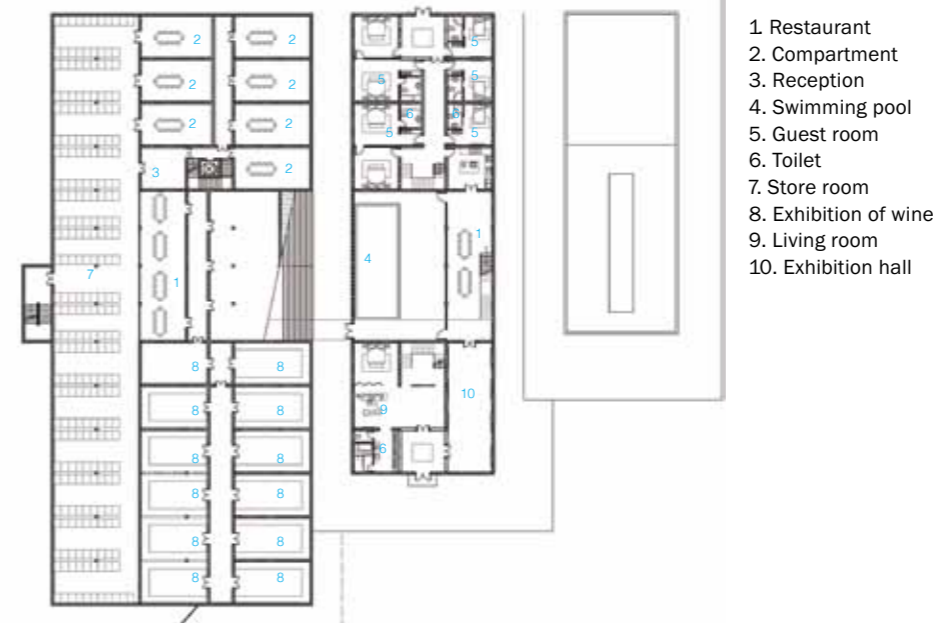 2 2
2 2
2 2
3 2
7
1
8 8
8 8
8 8
8 8
8 8
8 8
5
5 5
6 6
5 5
4 1
9 10
6
1 Restaurant
2. Compartment
3. Reception
4. Swimming pool
5. Guest room
6. Toilet
7. Store room
8. Exhibition of wine
9. Living room
10. Exhibition hall